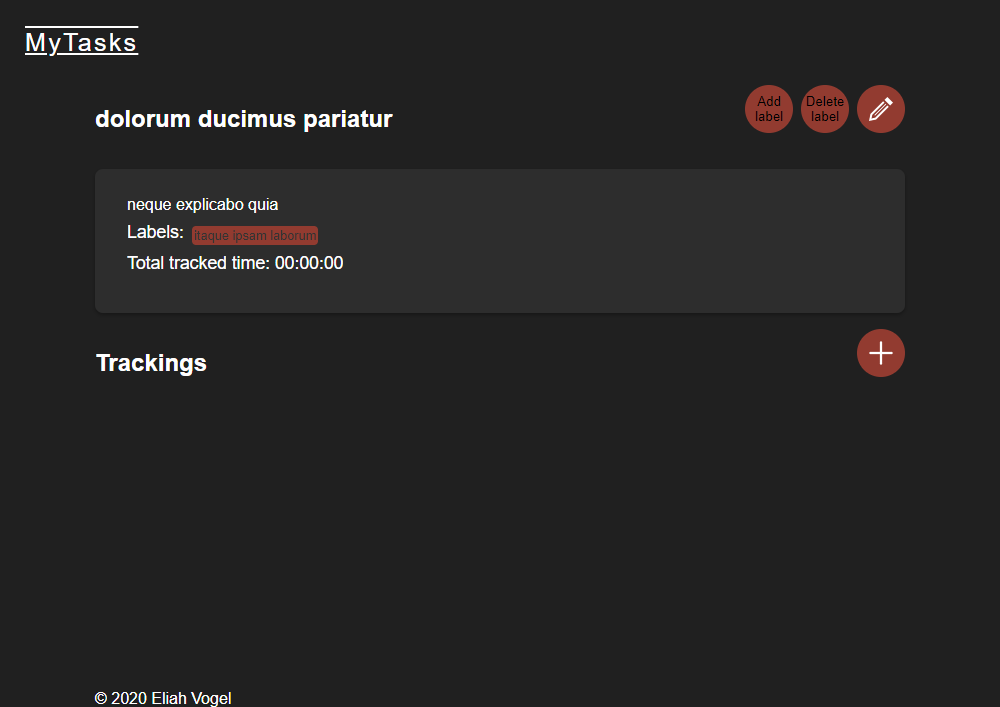 MyTasks
dolorum ducimus pariatur
Add
label
Delete
label
neque explicabo quia
Labels: itaque ipsam laborum
Total tracked time: 00:00:00
Trackings
© 2020 Eliah Vogel